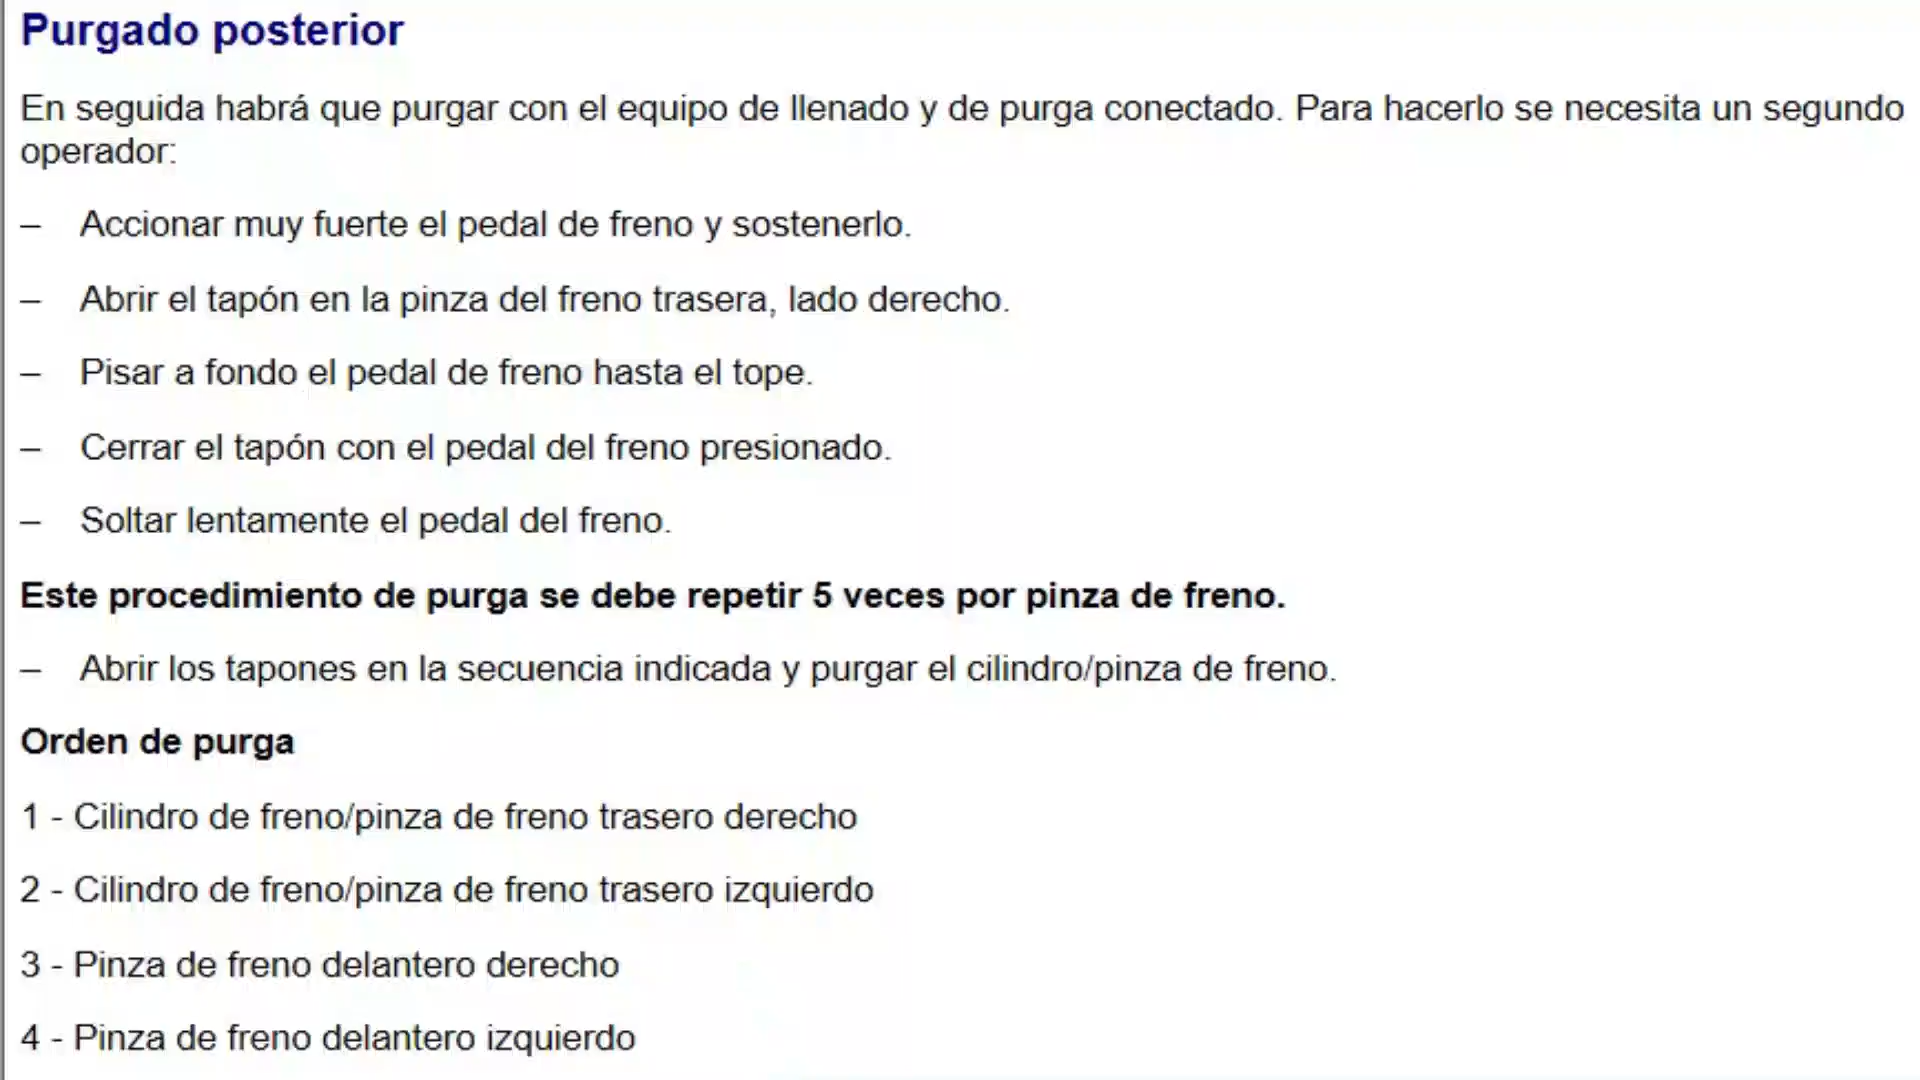 Purgado posterior
En seguida habrá que purgar con el equipo de llenado y de purga conectado. Para hacerlo se necesita un segundo
operador:
– Accionar muy fuerte el pedal de freno y sostenerlo.
– Abrir el tapón en la pinza del freno trasera, lado derecho.
– Pisar a fondo el pedal de freno hasta el tope.
– Cerrar el tapón con el pedal del freno presionado.
– Soltar lentamente el pedal del freno.
Este procedimiento de purga se debe repetir 5 veces por pinza de freno.
– Abrir los tapones en la secuencia indicada y purgar el cilindro/pinza de freno.
Orden de purga
1 - Cilindro de freno/pinza de freno trasero derecho
2 - Cilindro de freno/pinza de freno trasero izquierdo
3 - Pinza de freno delantero derecho
4 - Pinza de freno delantero izquierdo